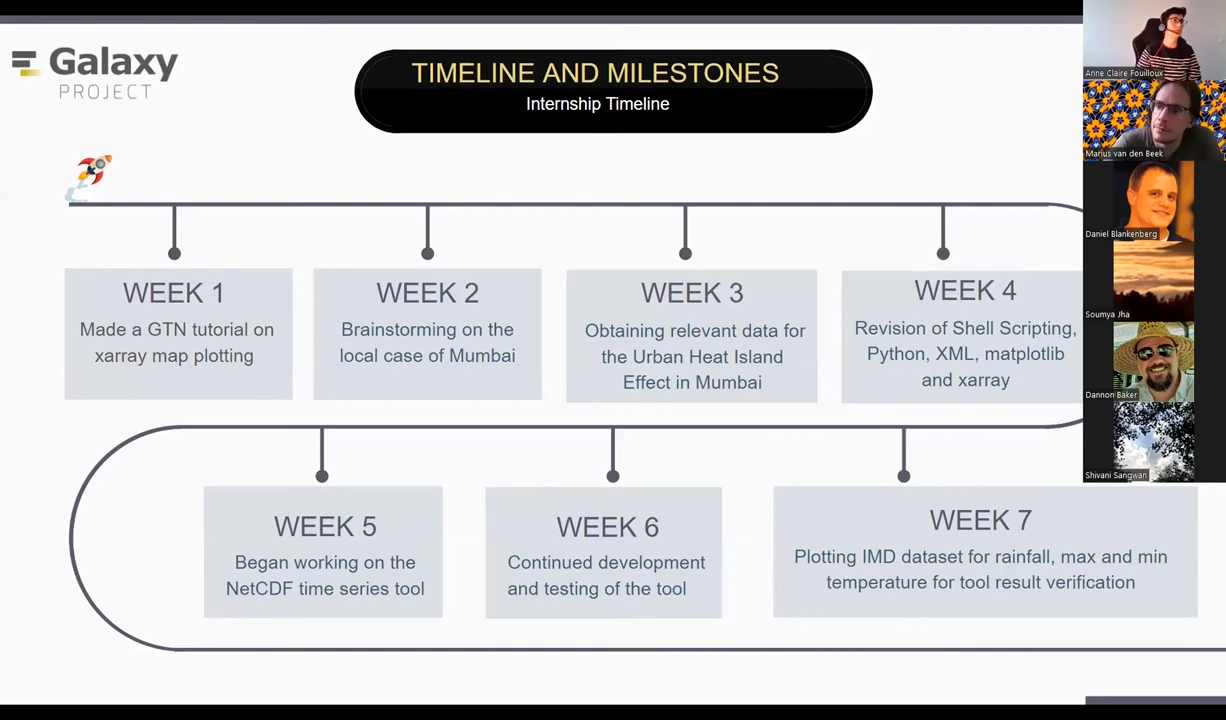 Galaxy
PROJECT
TIMELINE AND MILESTONES
Internship Timeline
WEEK 1
Made a GTN tutorial on
xarray map plotting
WEEK 2
Brainstorming on the
local case of Mumbai
WEEK 3
Obtaining relevant data for
the Urban Heat Island
Effect in Mumbai
WEEK 4
Revision of Shell Scripting,
Python, XML, matplotlib
and xarray
WEEK 5
Began working on the
NetCDF time series tool
WEEK 6
Continued development
and testing of the tool
WEEK 7
Plotting IMD dataset for rainfall, max and min
temperature for tool result verification
Anne Claire Fouilloux
Marius van den Beek
Daniel Blankenberg
Soumya Jha
Dannon Baker
Shivani Sangwan